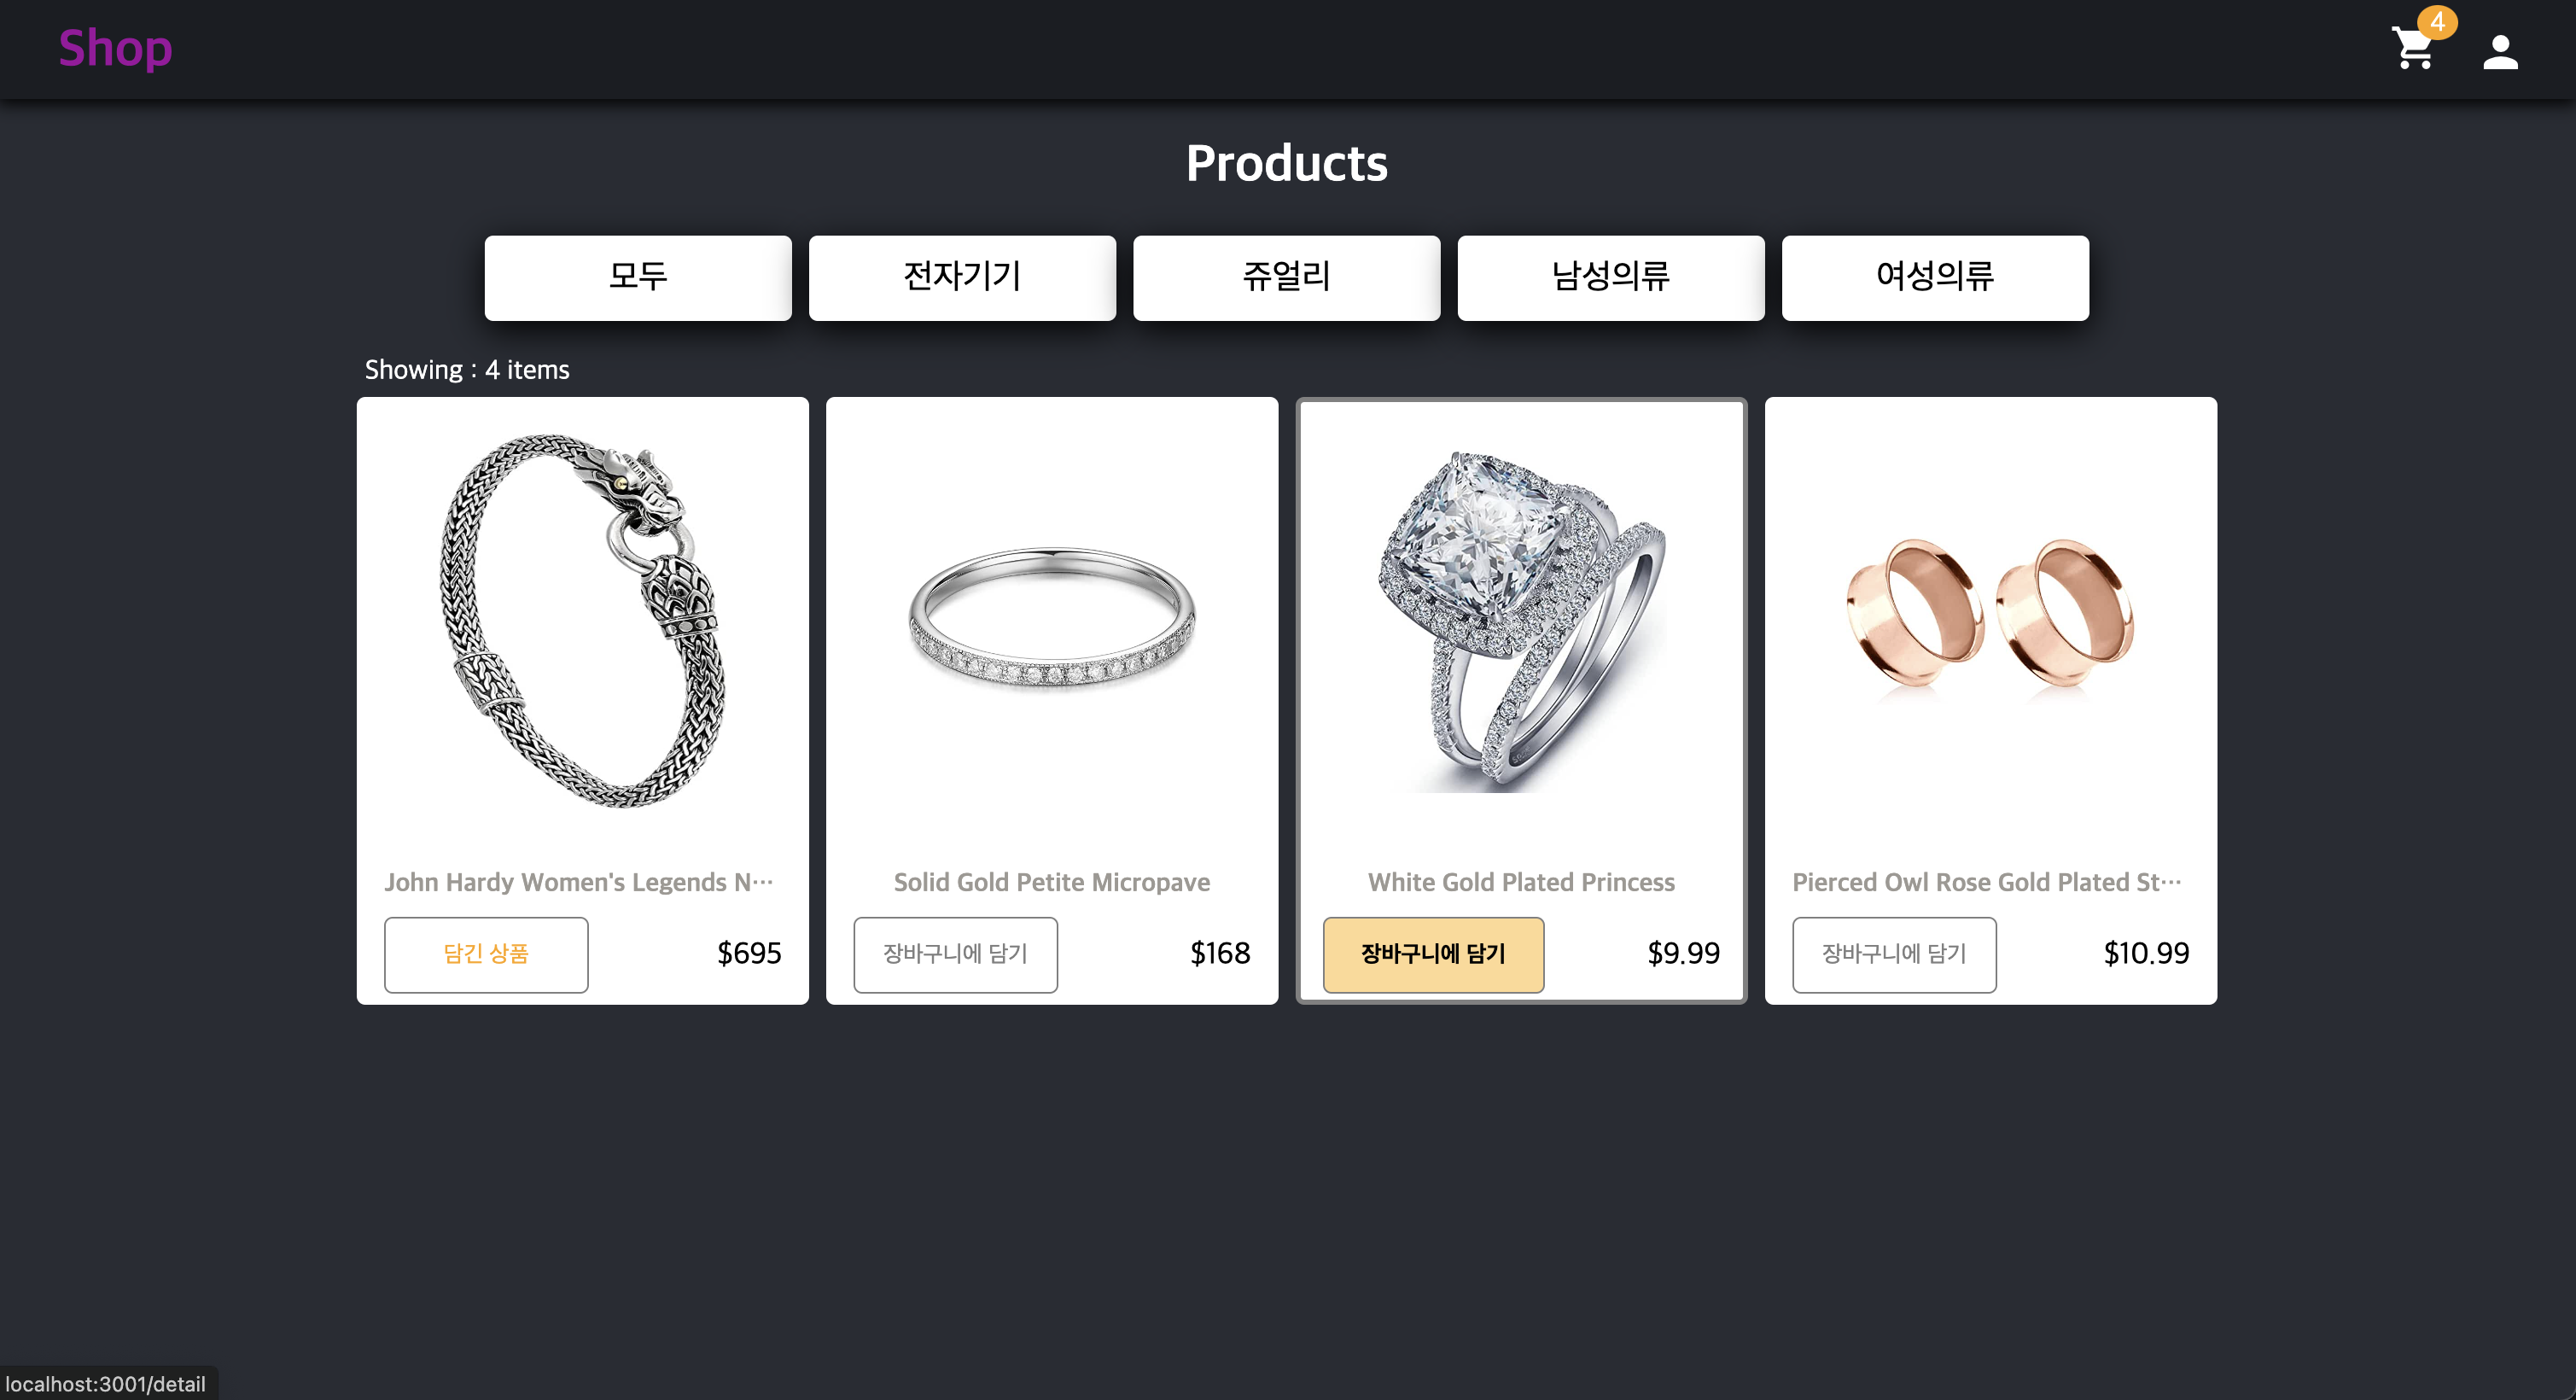 Shop
4
Products
모두
전자기기
쥬얼리
남성의류
여성의류
Showing : 4 items
John Hardy Women's Legends N…
담긴 상품
$695
Solid Gold Petite Micropave
장바구니에 담기
$168
White Gold Plated Princess
장바구니에 담기
$9.99
Pierced Owl Rose Gold Plated St…
장바구니에 담기
$10.99
localhost:3001/detail